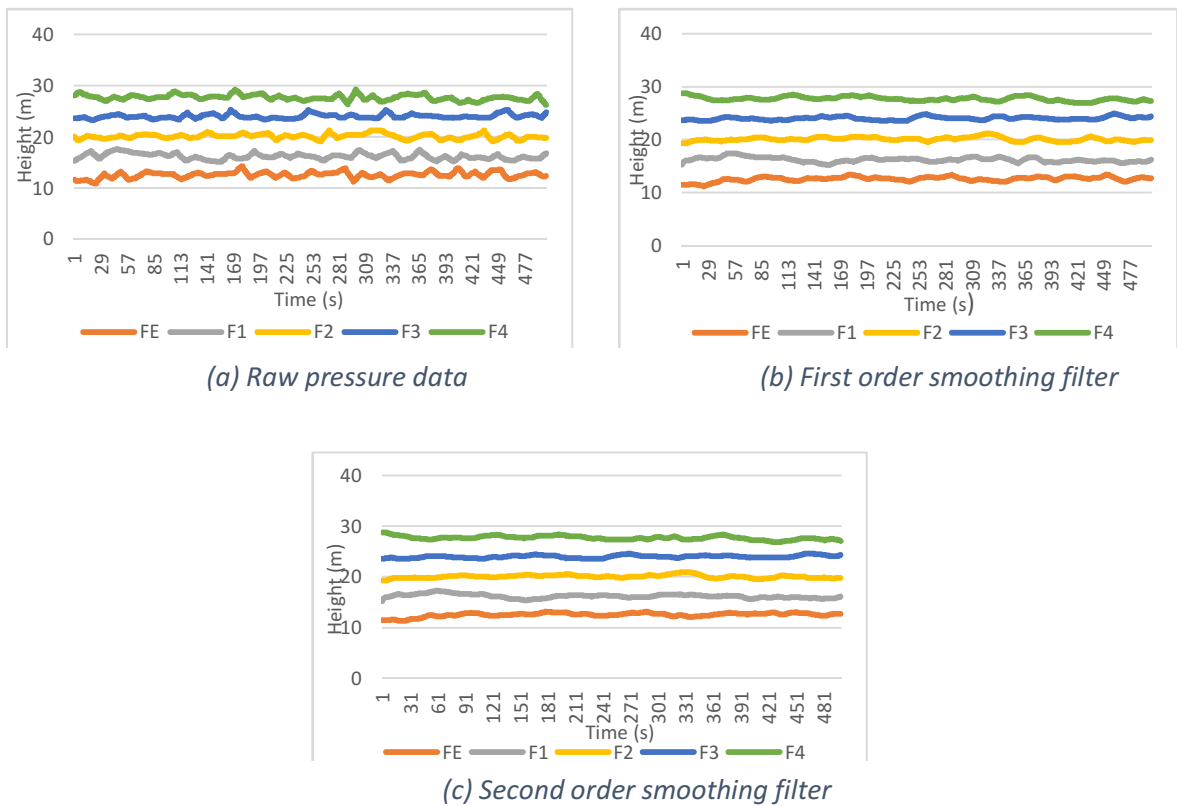 40
30
20
10
0
Height (m)
1 29 57 85 113 141 169 197 225 253 281 309 337 365 393 421 449 477
Time (s)
FE F1 F2 F3 F4
(a) Raw pressure data
40
30
20
10
0
Height (m)
1 29 57 85 113 141 169 197 225 253 281 309 337 365 393 421 449 477
Time (s)
FE F1 F2 F3 F4
(b) First order smoothing filter
40
30
20
10
0
Height (m)
1 31 61 91 121 151 181 211 241 271 301 331 361 391 421 451 481
Time (s)
FE F1 F2 F3 F4
(c) Second order smoothing filter